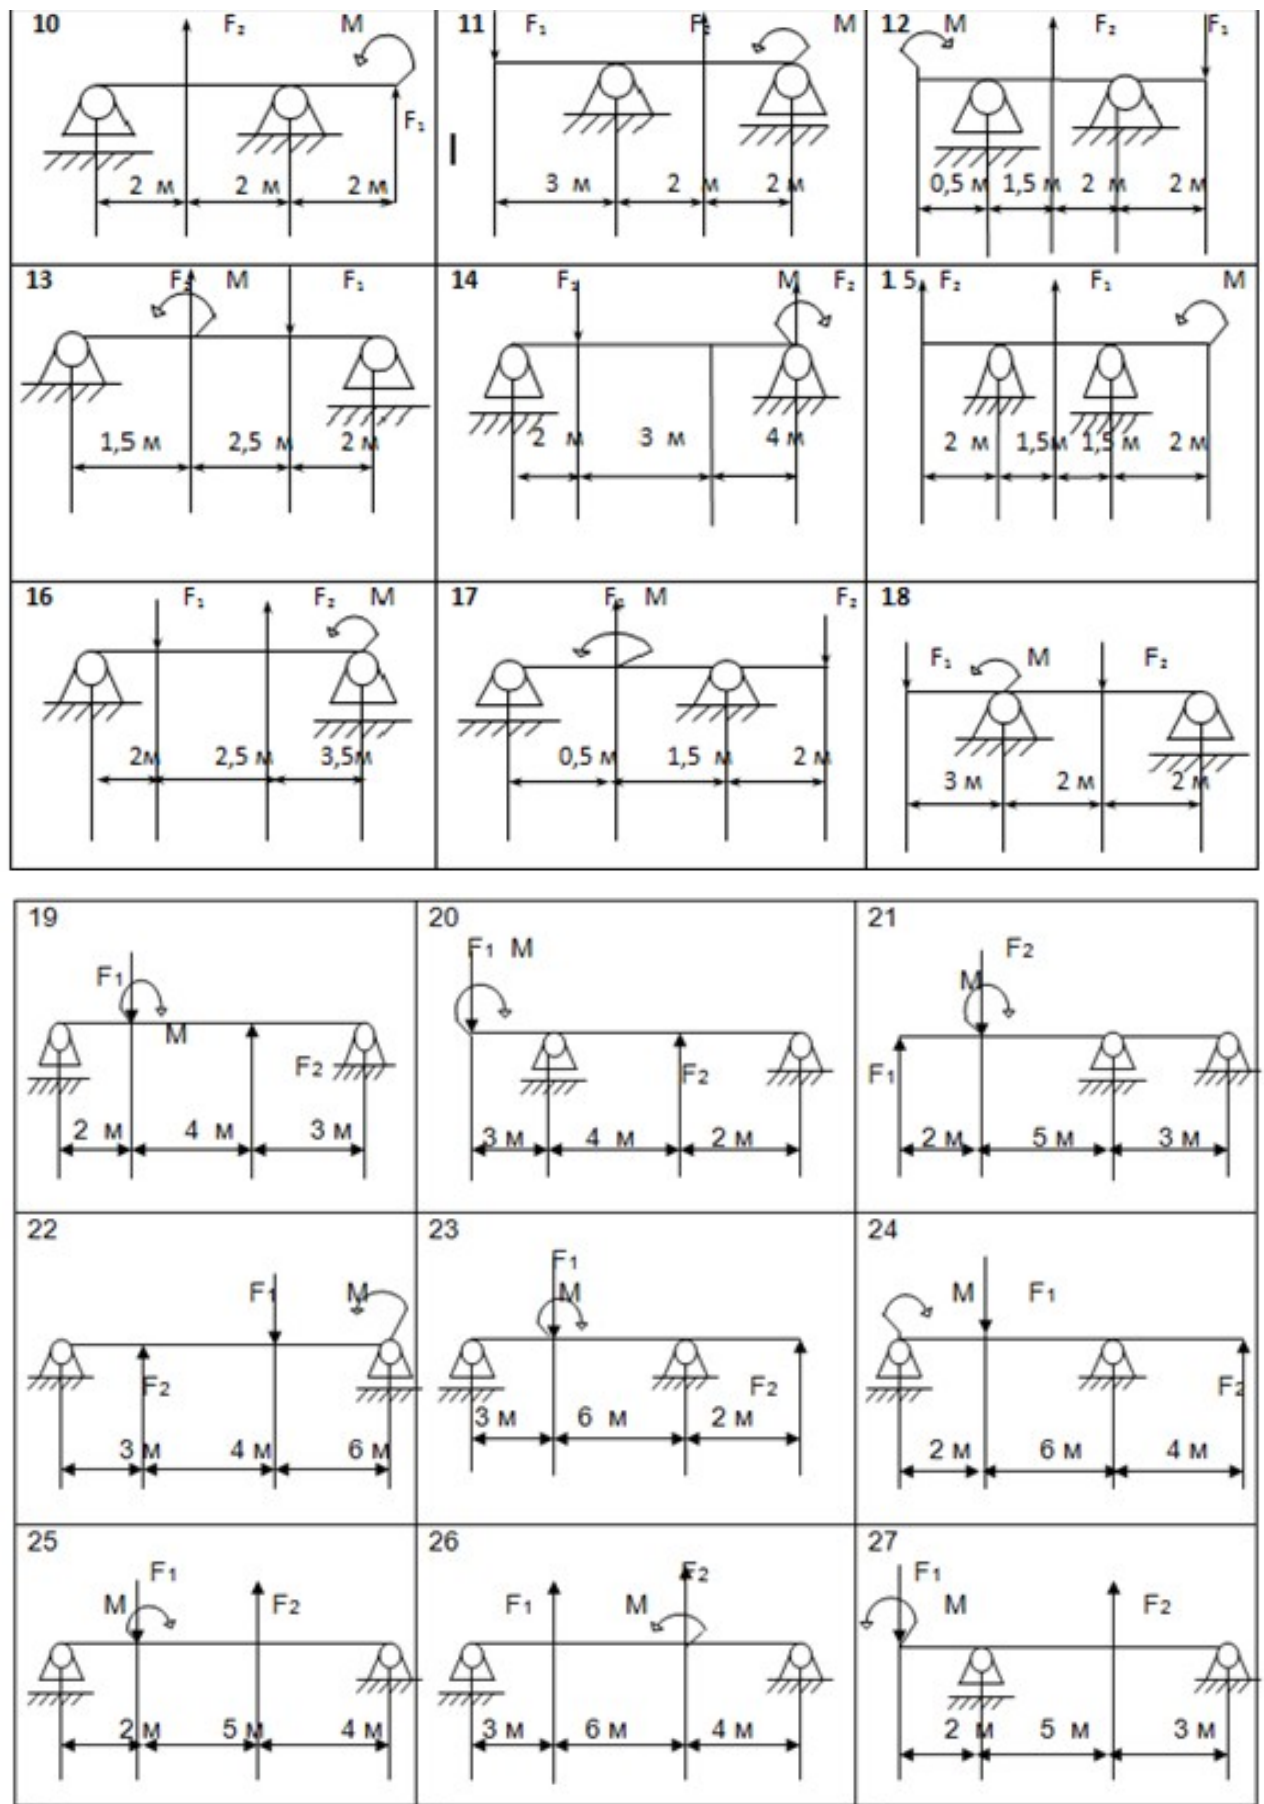 10 F₂ M
F₁
2 м 2 м 2 м
11 F₁ F₂ M
3 м 2 м 2 м
12 M F₂ F₁
0,5 м 1,5 м 2 м 2 м
13 F₂ M F₁
1,5 м 2,5 м 2 м
14 F₁ M F₂
2 м 3 м 4 м
15 F₂ F₁ M
2 м 1,5 м 1,5 м 2 м
16 F₁ F₂ M
2м 2,5 м 3,5м
17 F₁ M F₂
0,5 м 1,5 м 2 м
18
F₁ M F₂
3 м 2 м 2 м
19
F₁
M
F₂
2 м 4 м 3 м
20
F₁ M
F₂
3 м 4 м 2 м
21
F₂
M
F₁
2 м 5 м 3 м
22
F₁ M
F₂
3 м 4 м 6 м
23
F₁
M
F₂
3 м 6 м 2 м
24
M F₁
F₂
2 м 6 м 4 м
25
F₁
M F₂
2 м 5 м 4 м
26
F₂
F₁ M
3 м 6 м 4 м
27
F₁
M F₂
2 м 5 м 3 м